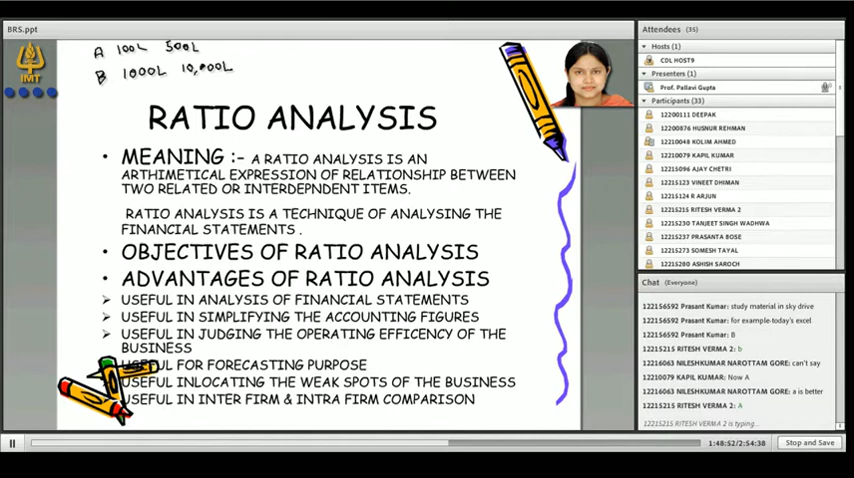 BRS.ppt
A 100L 500L
B 1000L 10,000L
IMT
RATIO ANALYSIS
• MEANING :- A RATIO ANALYSIS IS AN
ARTHIMETICAL EXPRESSION OF RELATIONSHIP BETWEEN
TWO RELATED OR INTERDEPNDENT ITEMS.
RATIO ANALYSIS IS A TECHNIQUE OF ANALYSING THE
FINANCIAL STATEMENTS .
• OBJECTIVES OF RATIO ANALYSIS
• ADVANTAGES OF RATIO ANALYSIS
USEFUL IN ANALYSIS OF FINANCIAL STATEMENTS
USEFUL IN SIMPLIFYING THE ACCOUNTING FIGURES
USEFUL IN JUDGING THE OPERATING EFFICENCY OF THE
BUSINESS
USEFUL FOR FORECASTING PURPOSE
USEFUL INLOCATING THE WEAK SPOTS OF THE BUSINESS
USEFUL IN INTER FIRM & INTRA FIRM COMPARISON
Attendees (35)
Hosts (1)
CDL HOST9
Presenters (1)
Prof. Pallavi Gupta
Participants (33)
12200111 DEEPAK
12200876 HUSNUR REHMAN
12210048 KOLIM AHMED
12210079 KAPIL KUMAR
12215096 AJAY CHETRI
12215123 VINEET DHIMAN
12215124 R ARJUN
12215215 RITESH VERMA 2
12215230 TANJEET SINGH WADHWA
12215237 PRASANTA BOSE
12215273 SOMESH TAYAL
12215280 ASHISH SAROCH
Chat (Everyone)
122156592 Prasant Kumar: study material in sky drive
122156592 Prasant Kumar: for example-today's excel
122156592 Prasant Kumar: B
12215215 RITESH VERMA 2: b
12216063 NILESHKUMAR NAROTTAM GORE: can't say
12210079 KAPIL KUMAR: Now A
12216063 NILESHKUMAR NAROTTAM GORE: a is better
12215215 RITESH VERMA 2: A
12215215 RITESH VERMA 2 is typing...
1:48:52/2:54:38
Stop and Save